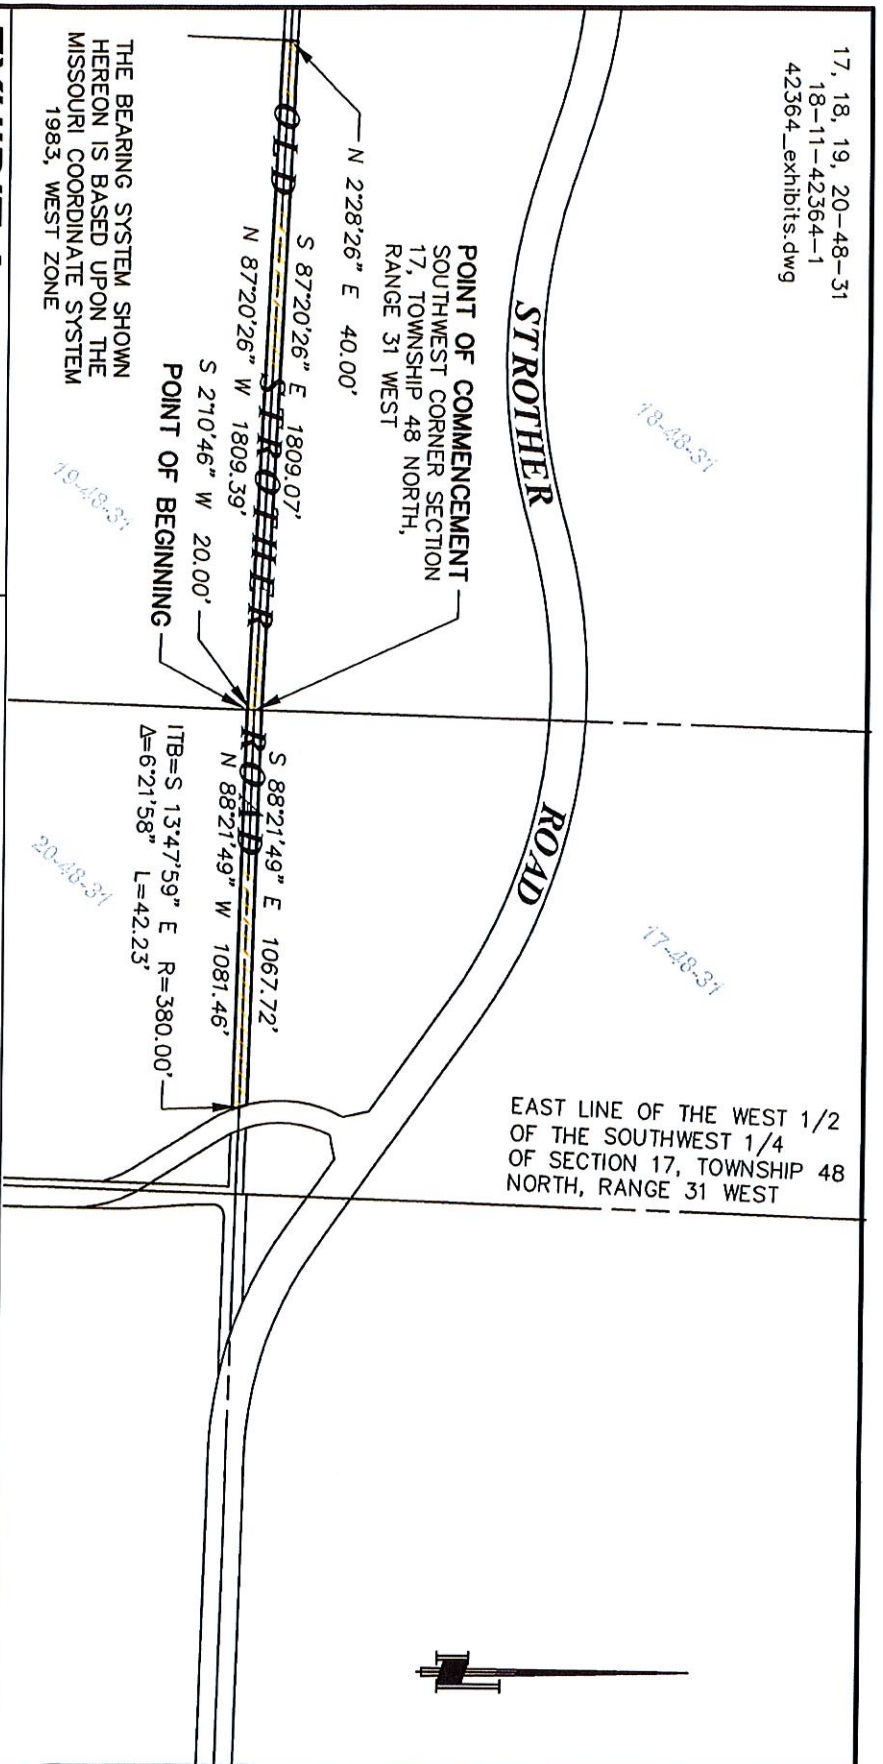 17, 18, 19, 20-48-31
18-11-42364-1
42364_exhibits.dwg
18-48-31
17-48-31
STROTHER
ROAD
EAST LINE OF THE WEST 1/2
OF THE SOUTHWEST 1/4
OF SECTION 17, TOWNSHIP 48
NORTH, RANGE 31 WEST
POINT OF COMMENCEMENT
SOUTHWEST CORNER SECTION
17, TOWNSHIP 48 NORTH,
RANGE 31 WEST
N 2°28'26" E 40.00'
S 87°20'26" E 1809.07'
OLD STROTHER ROAD
N 87°20'26" W 1809.39'
S 2°10'46" W 20.00'
POINT OF BEGINNING
S 88°21'49" E 1067.72'
N 88°21'49" W 1081.46'
ITB=S 13°47'59" E R=380.00'
Δ=6°21'58" L=42.23'
THE BEARING SYSTEM SHOWN
HEREON IS BASED UPON THE
MISSOURI COORDINATE SYSTEM
1983, WEST ZONE
19-48-31
20-48-31